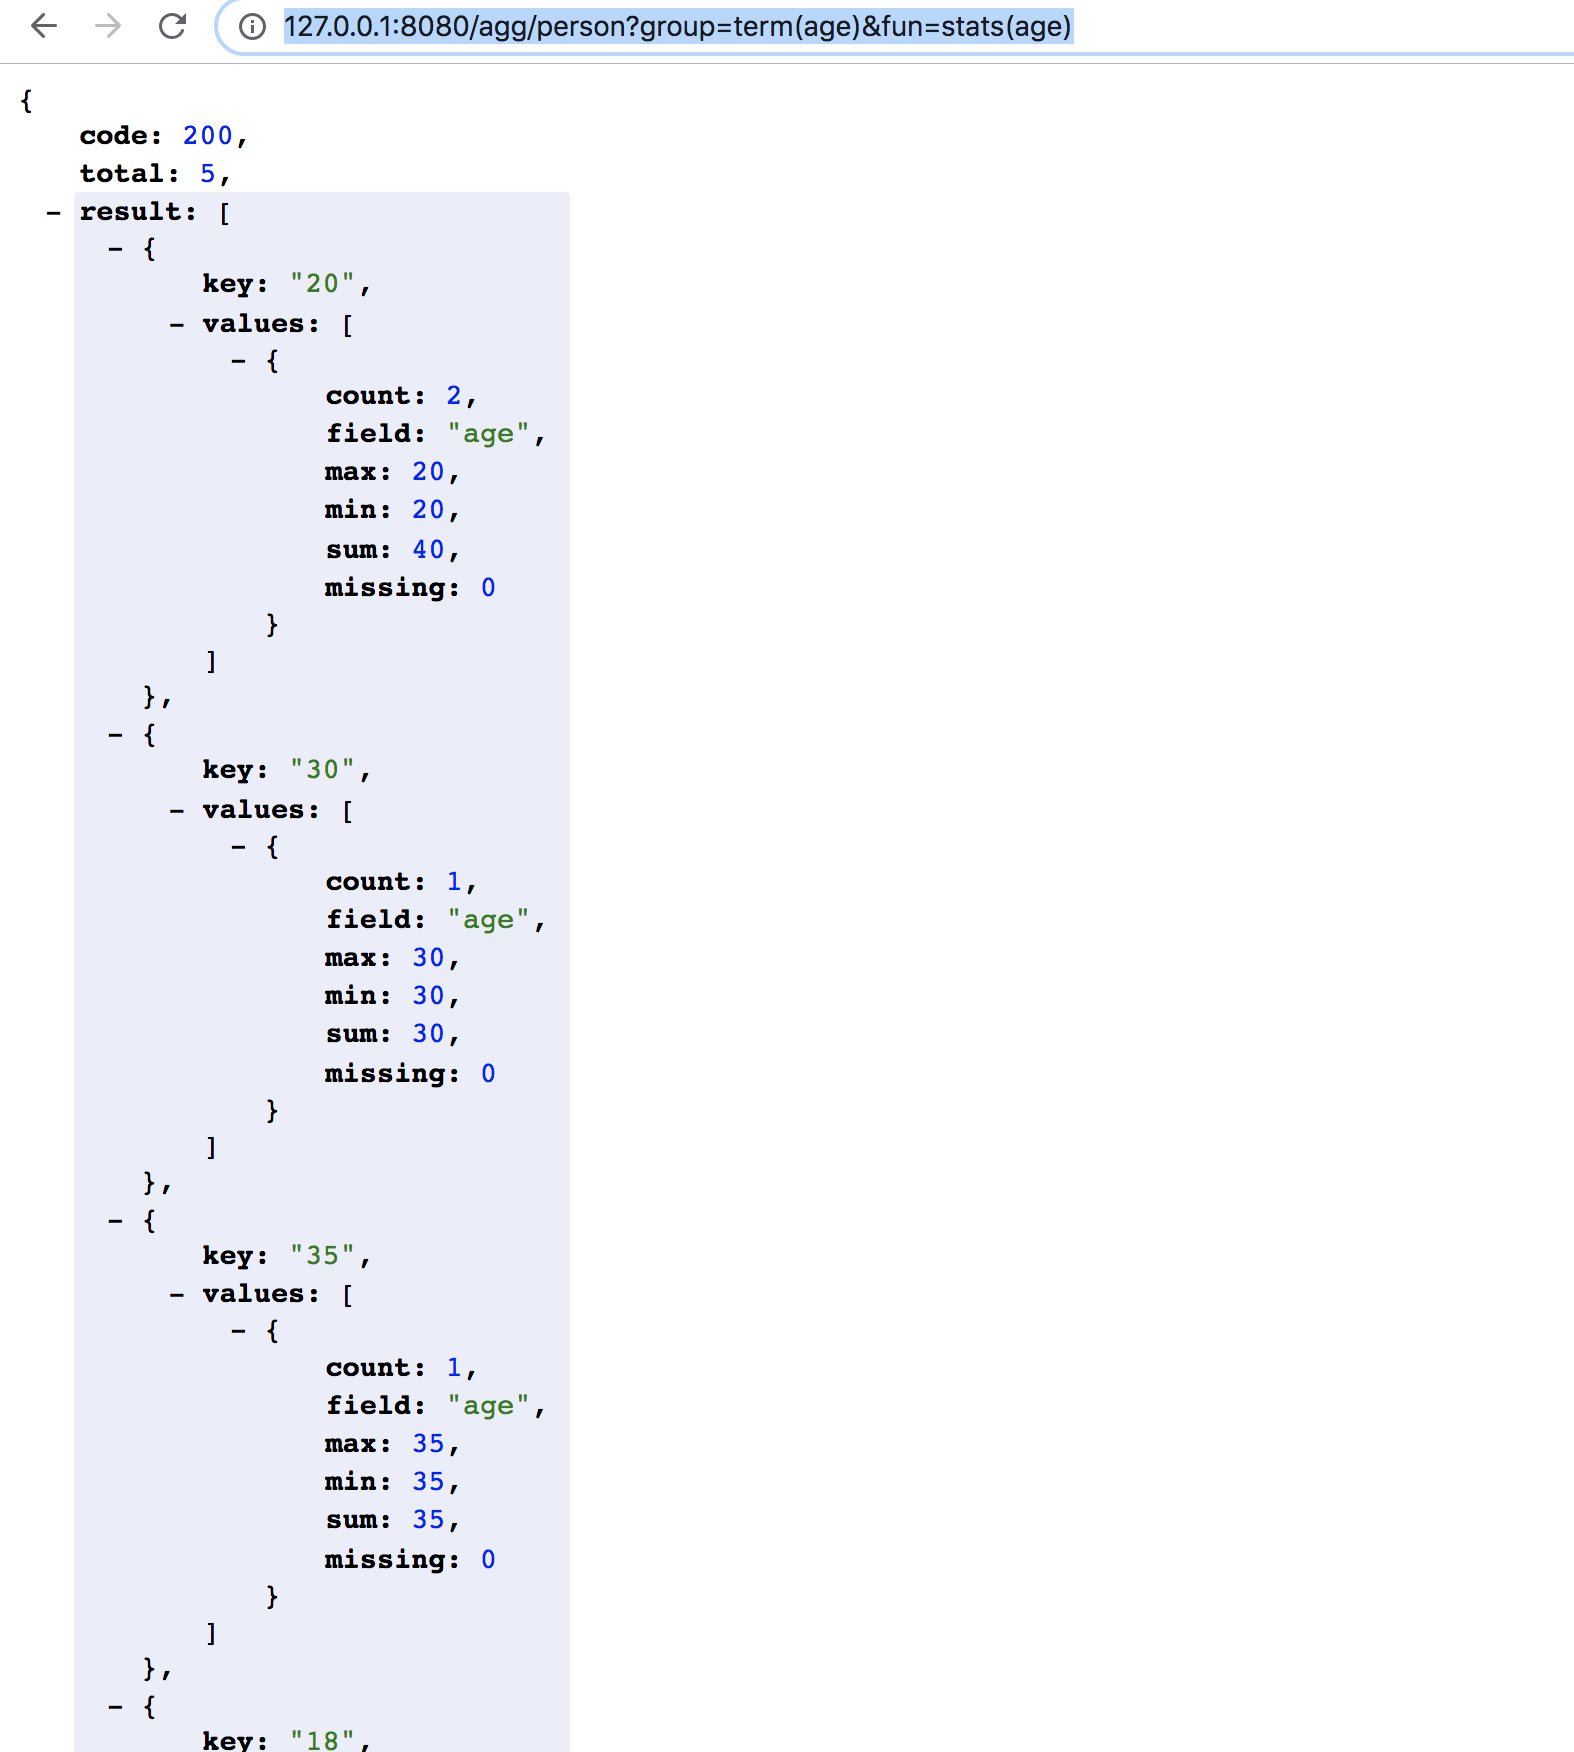 127.0.0.1:8080/agg/person?group=term(age)&fun=stats(age)
{
code: 200,
total: 5,
- result: [
- {
key: "20",
- values: [
- {
count: 2,
field: "age",
max: 20,
min: 20,
sum: 40,
missing: 0
}
]
},
- {
key: "30",
- values: [
- {
count: 1,
field: "age",
max: 30,
min: 30,
sum: 30,
missing: 0
}
]
},
- {
key: "35",
- values: [
- {
count: 1,
field: "age",
max: 35,
min: 35,
sum: 35,
missing: 0
}
]
},
- {
key: "18",